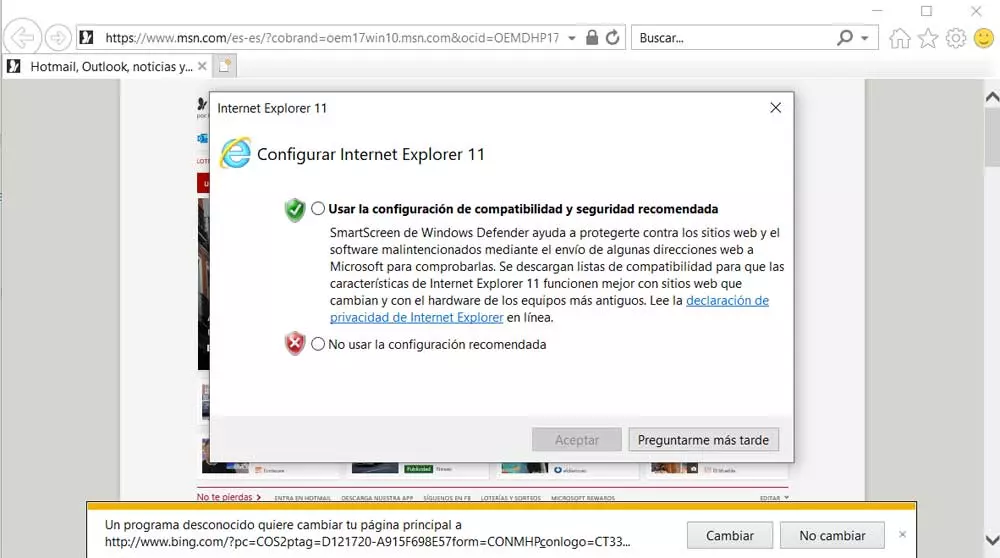 https://www.msn.com/es-es/?cobrand=oem17win10.msn.com&ocid=OEMDHP17
Buscar...
Hotmail, Outlook, noticias y...
Internet Explorer 11
Configurar Internet Explorer 11
Usar la configuración de compatibilidad y seguridad recomendada
SmartScreen de Windows Defender ayuda a protegerte contra los sitios web y el
software malintencionados mediante el envío de algunas direcciones web a
Microsoft para comprobarlas. Se descargan listas de compatibilidad para que las
características de Internet Explorer 11 funcionen mejor con sitios web que
cambian y con el hardware de los equipos más antiguos. Lee la declaración de
privacidad de Internet Explorer en línea.
No usar la configuración recomendada
Aceptar
Preguntarme más tarde
Publicidad
No te pierdas
ENTRA EN HOTMAIL
DESCARGA NUESTRA APP
SÍGUENOS EN FB
LOTERÍAS Y SORTEOS
MICROSOFT REWARDS
EDITAR
Un programa desconocido quiere cambiar tu página principal a
http://www.bing.com/?pc=COS2ptag=D121720-A915F698E57form=CONMHPconlogo=CT33...
Cambiar
No cambiar